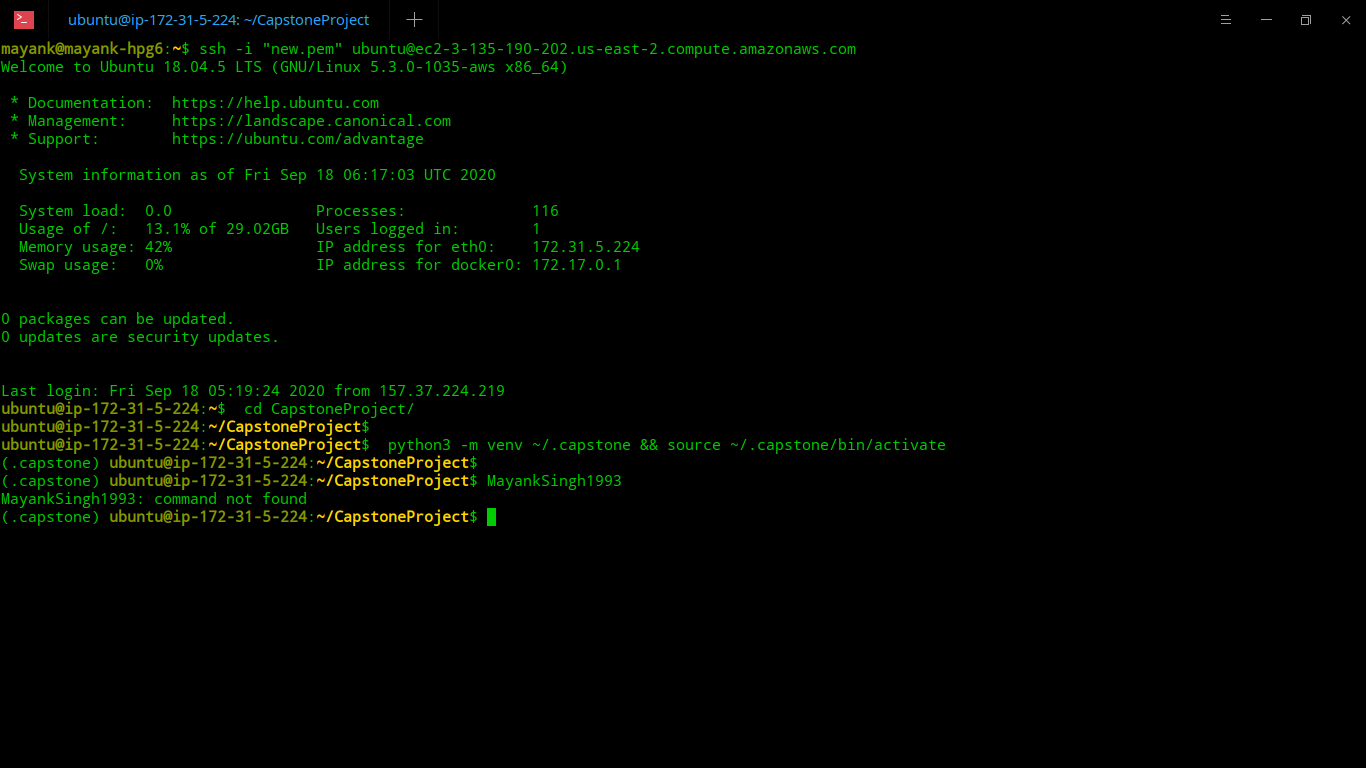 ubuntu@ip-172-31-5-224: ~/CapstoneProject
mayank@mayank-hpg6:~$ ssh -i "new.pem" ubuntu@ec2-3-135-190-202.us-east-2.compute.amazonaws.com
Welcome to Ubuntu 18.04.5 LTS (GNU/Linux 5.3.0-1035-aws x86_64)
* Documentation:  https://help.ubuntu.com
* Management:     https://landscape.canonical.com
* Support:        https://ubuntu.com/advantage
System information as of Fri Sep 18 06:17:03 UTC 2020
System load:  0.0                Processes:              116
Usage of /:   13.1% of 29.02GB   Users logged in:        1
Memory usage: 42%                IP address for eth0:    172.31.5.224
Swap usage:   0%                 IP address for docker0: 172.17.0.1
0 packages can be updated.
0 updates are security updates.
Last login: Fri Sep 18 05:19:24 2020 from 157.37.224.219
ubuntu@ip-172-31-5-224:~$  cd CapstoneProject/
ubuntu@ip-172-31-5-224:~/CapstoneProject$
ubuntu@ip-172-31-5-224:~/CapstoneProject$  python3 -m venv ~/.capstone && source ~/.capstone/bin/activate
(.capstone) ubuntu@ip-172-31-5-224:~/CapstoneProject$
(.capstone) ubuntu@ip-172-31-5-224:~/CapstoneProject$ MayankSingh1993
MayankSingh1993: command not found
(.capstone) ubuntu@ip-172-31-5-224:~/CapstoneProject$